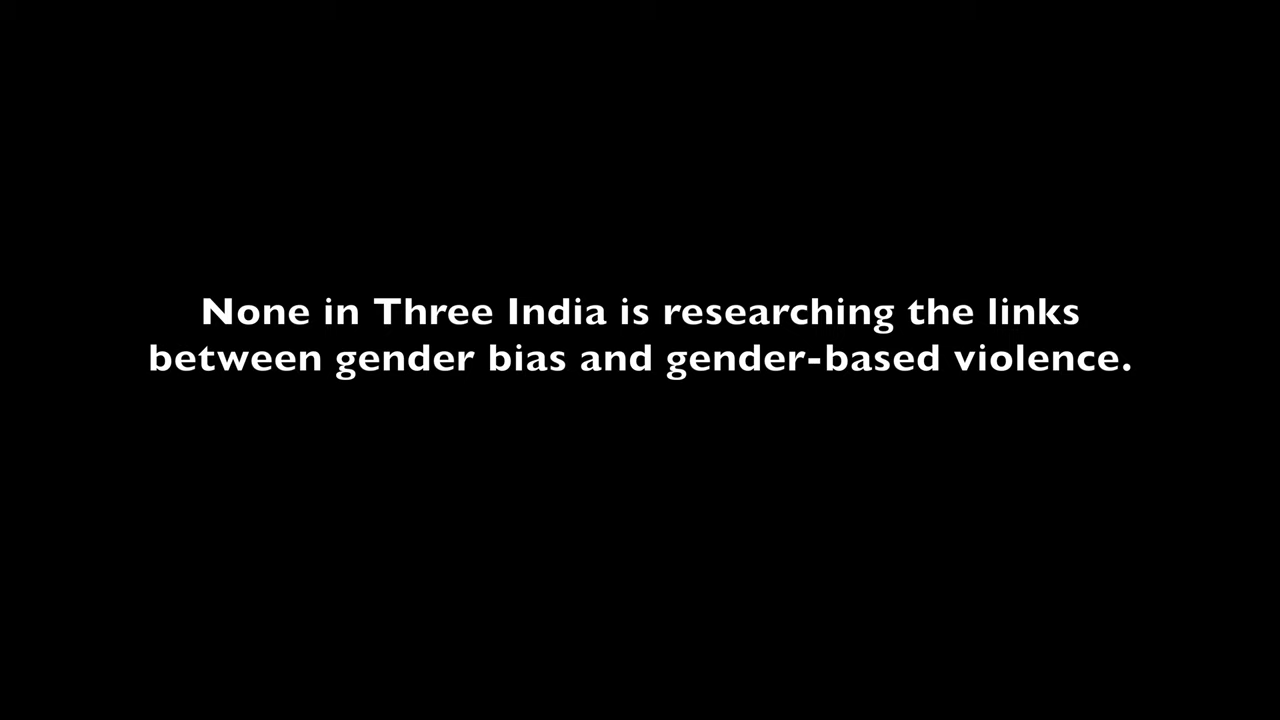 None in Three India is researching the links
between gender bias and gender-based violence.